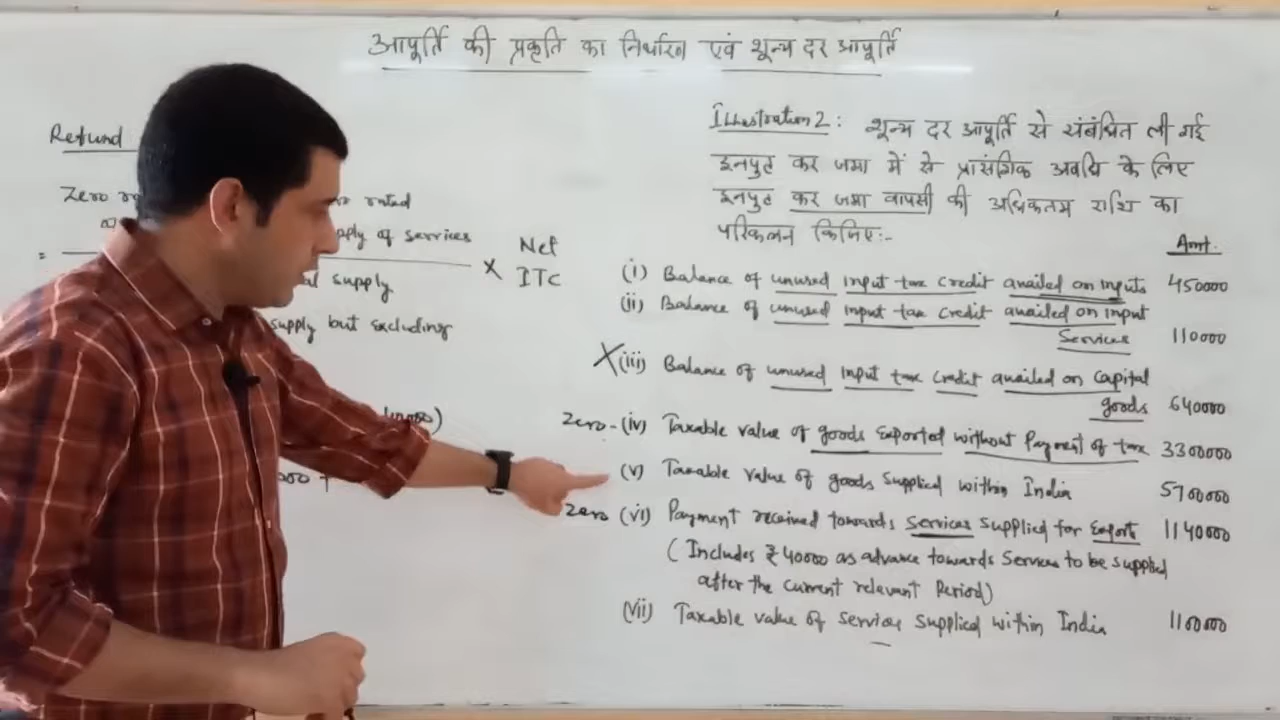 आपूर्ति की प्रकृति का निर्धारण एवं शून्य दर आपूर्ति
Refund
Zero
rated
supply of services
=
× Net ITC
supply
supply but excluding
Illustration 2: शून्य दर आपूर्ति से संबंधित ली गई
इनपुट कर जमा में से प्रासंगिक अवधि के लिए
इनपुट कर जमा वापसी की अधिकतम राशि का
परिकलन किजिए:-
Amt.
(i) Balance of unused input tax credit availed on inputs 450000
(ii) Balance of unused input tax credit availed on input
Services 110000
X (iii) Balance of unused input tax credit availed on capital
goods 640000
Zero - (iv) Taxable value of goods Exported without Payment of tax 3300000
(v) Taxable value of goods Supplied within India 5700000
Zero (vi) Payment received towards Services supplied for Export 1140000
(Includes ₹ 40000 as advance towards Services to be supplied
after the current relevant Period)
(vii) Taxable value of services supplied within India 1100000